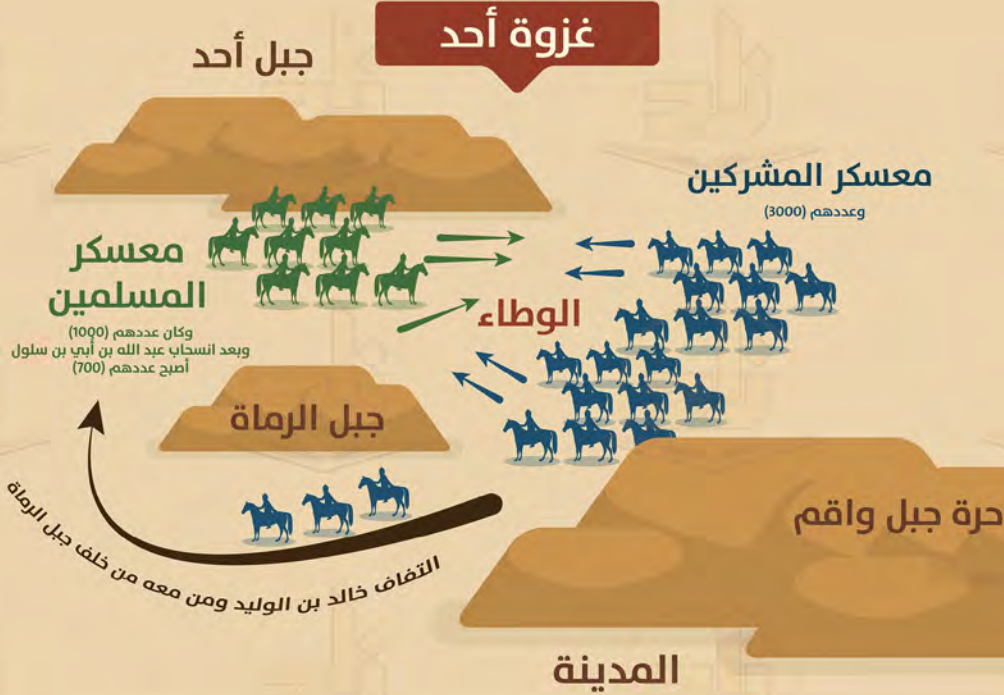 غزوة أحد
جبل أحد
معسكر المشركين
وعددهم (3000)
معسكر
المسلمين
وكان عددهم (1000)
وبعد انسحاب عبد الله بن أبي بن سلول
أصبح عددهم (700)
الوطاء
جبل الرماة
حرة جبل واقم
التفاف خالد بن الوليد ومن معه من خلف جبل الرماة
المدينة